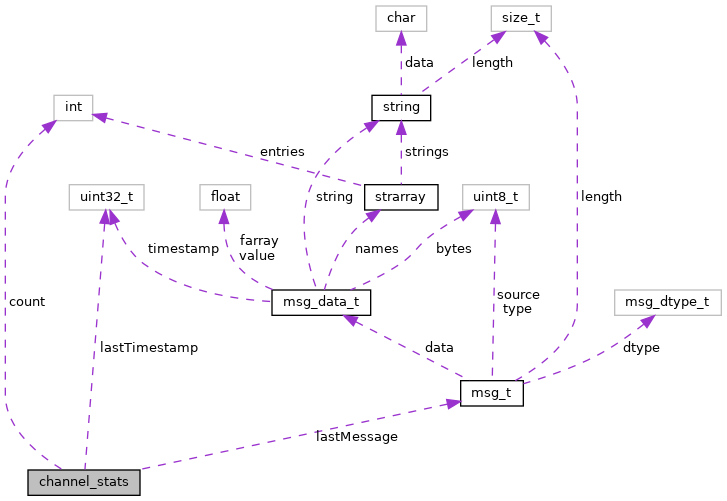 char
size_t
data
length
int
string
entries
strings
uint32_t
float
string
strarray
uint8_t
length
timestamp
farray
value
names
bytes
msg_data_t
source
type
msg_dtype_t
count
lastTimestamp
data
dtype
msg_t
lastMessage
channel_stats